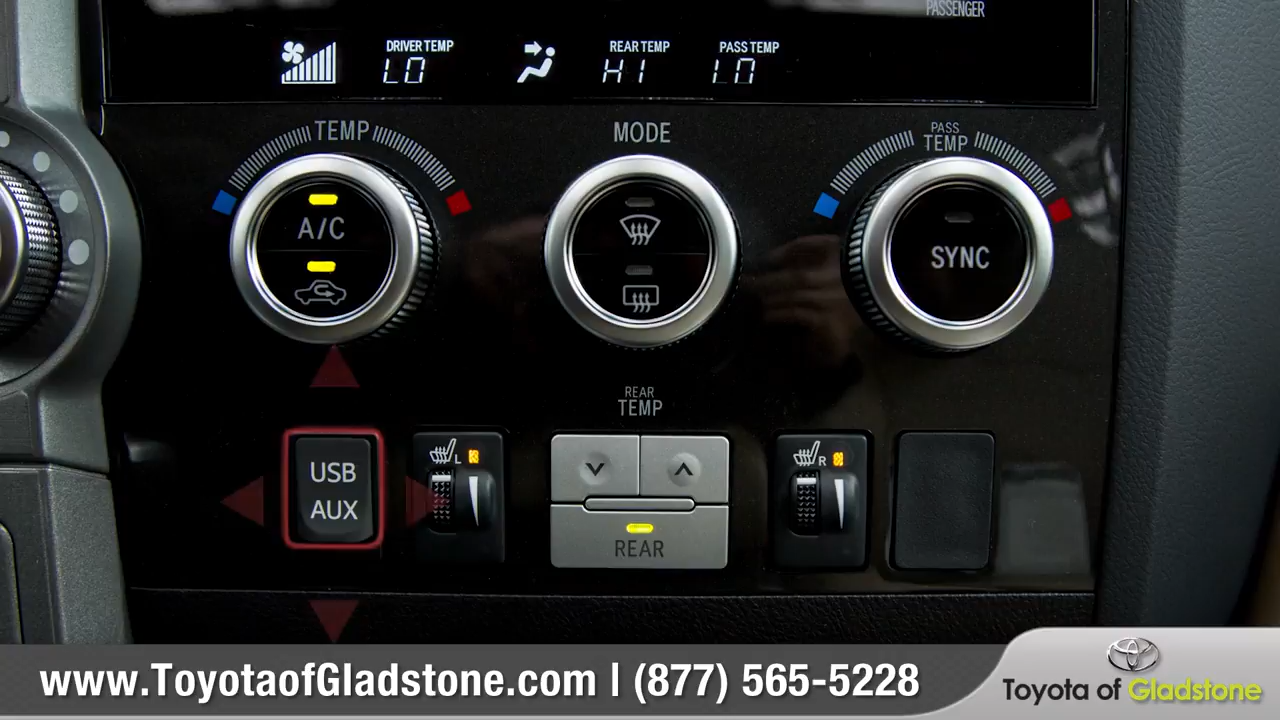 PASSENGER
DRIVER TEMP
REAR TEMP
PASS TEMP
LO
HI
LO
TEMP
MODE
PASS
TEMP
A/C
SYNC
REAR
TEMP
USB
AUX
L
R
REAR
www.ToyotaofGladstone.com | (877) 565-5228
Toyota of Gladstone